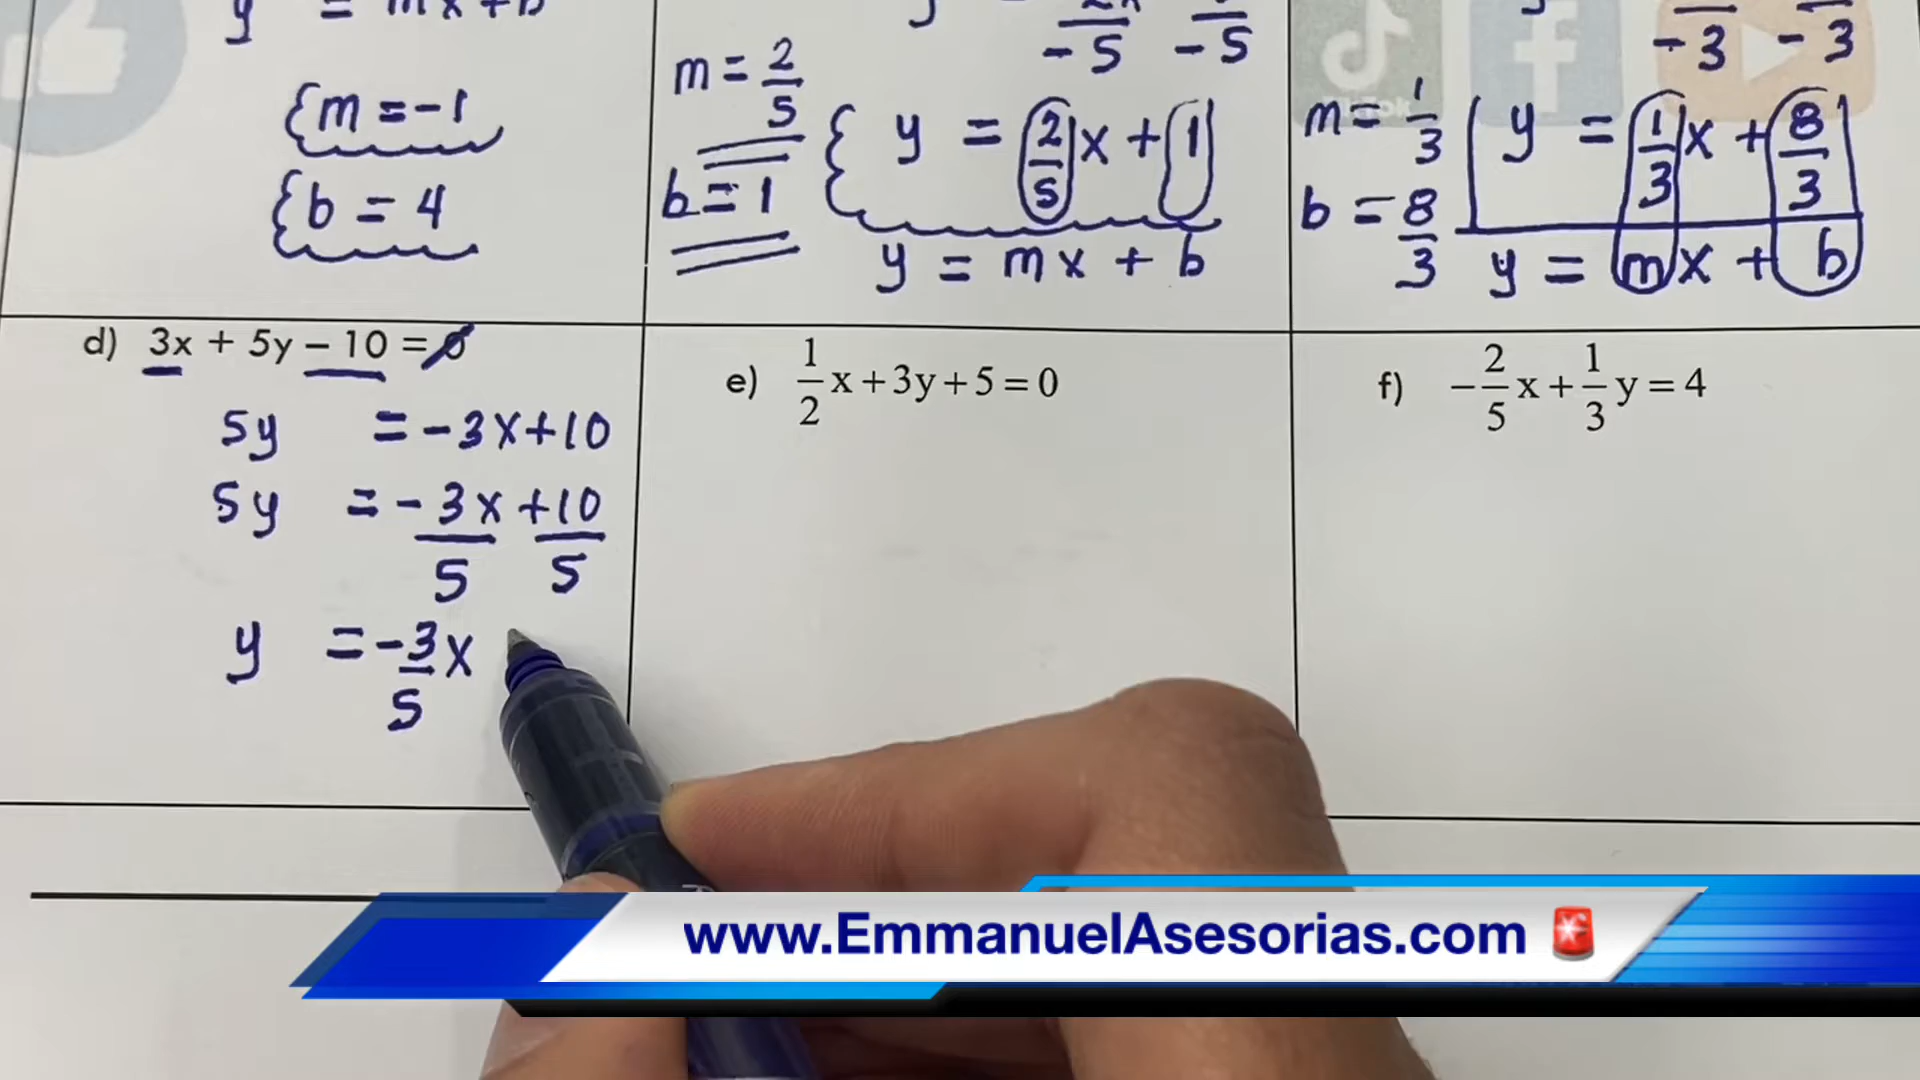 y = mx+b
m = -1
b = 4
-5 -5
m = 2/5
y = 2/5 x + 1
b = 1
y = mx + b
-3 -3
m = 1/3
y = 1/3 x + 8/3
b = 8/3
y = mx + b
d) 3x + 5y – 10 = 0
5y = -3x+10
5y = -3x/5 +10/5
y = -3/5 x
e) 1/2 x+3y+5=0
f) -2/5 x+1/3 y=4
www.EmmanuelAsesorias.com